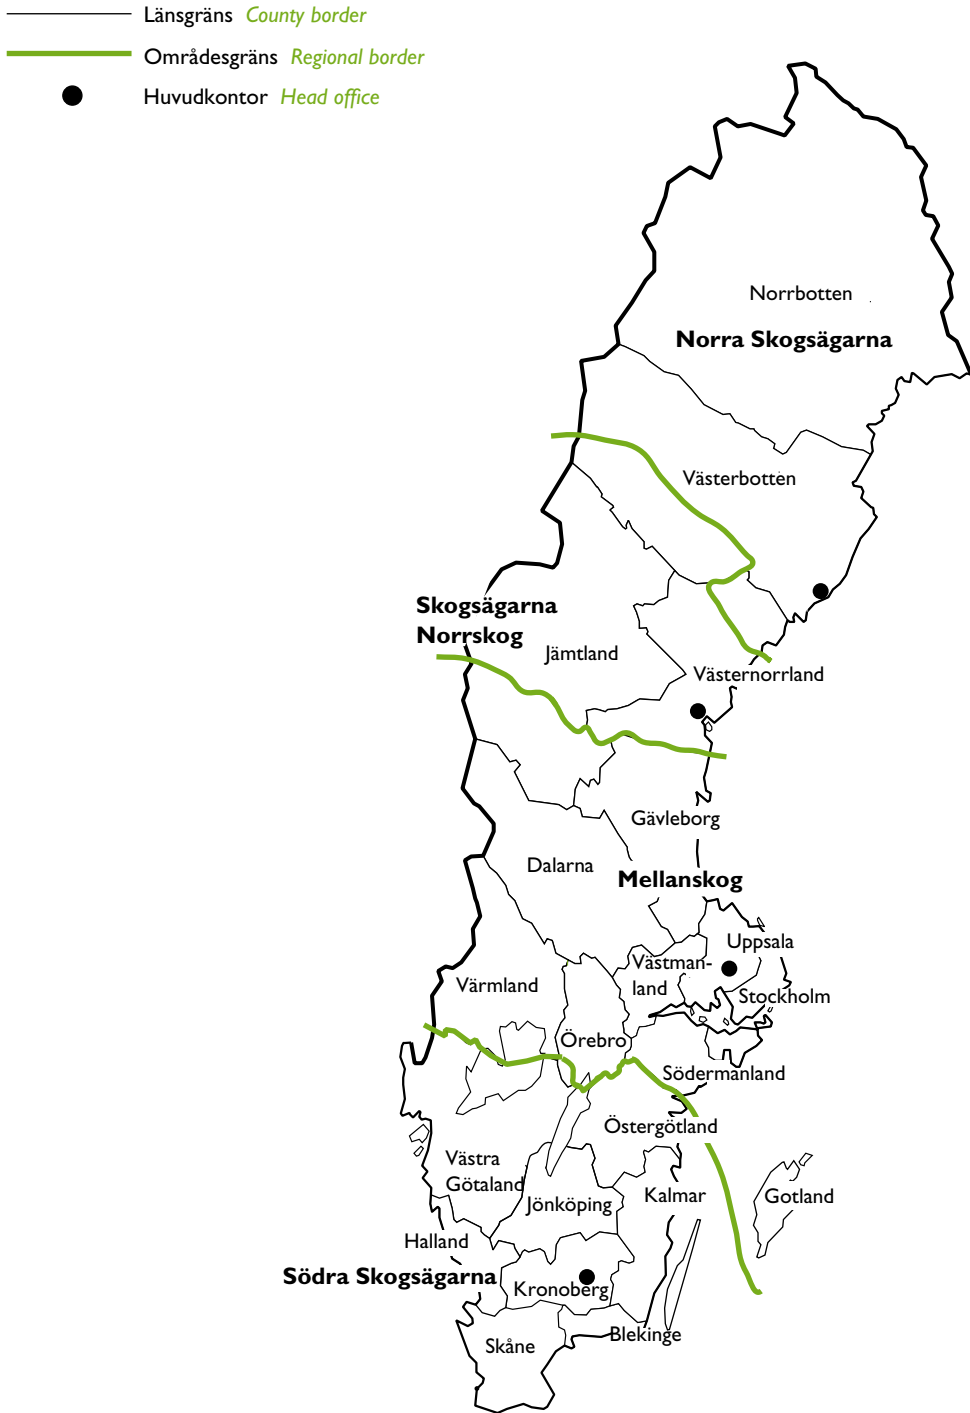 Länsgräns County border
Områdesgräns Regional border
Huvudkontor Head office
Norrbotten
Norra Skogsägarna
Västerbotten
Skogsägarna
Norrskog
Jämtland
Västernorrland
Gävleborg
Dalarna
Mellanskog
Uppsala
Västman-
land
Värmland
Stockholm
Örebro
Södermanland
Östergötland
Västra
Götaland
Jönköping
Kalmar
Gotland
Halland
Södra Skogsägarna
Kronoberg
Blekinge
Skåne